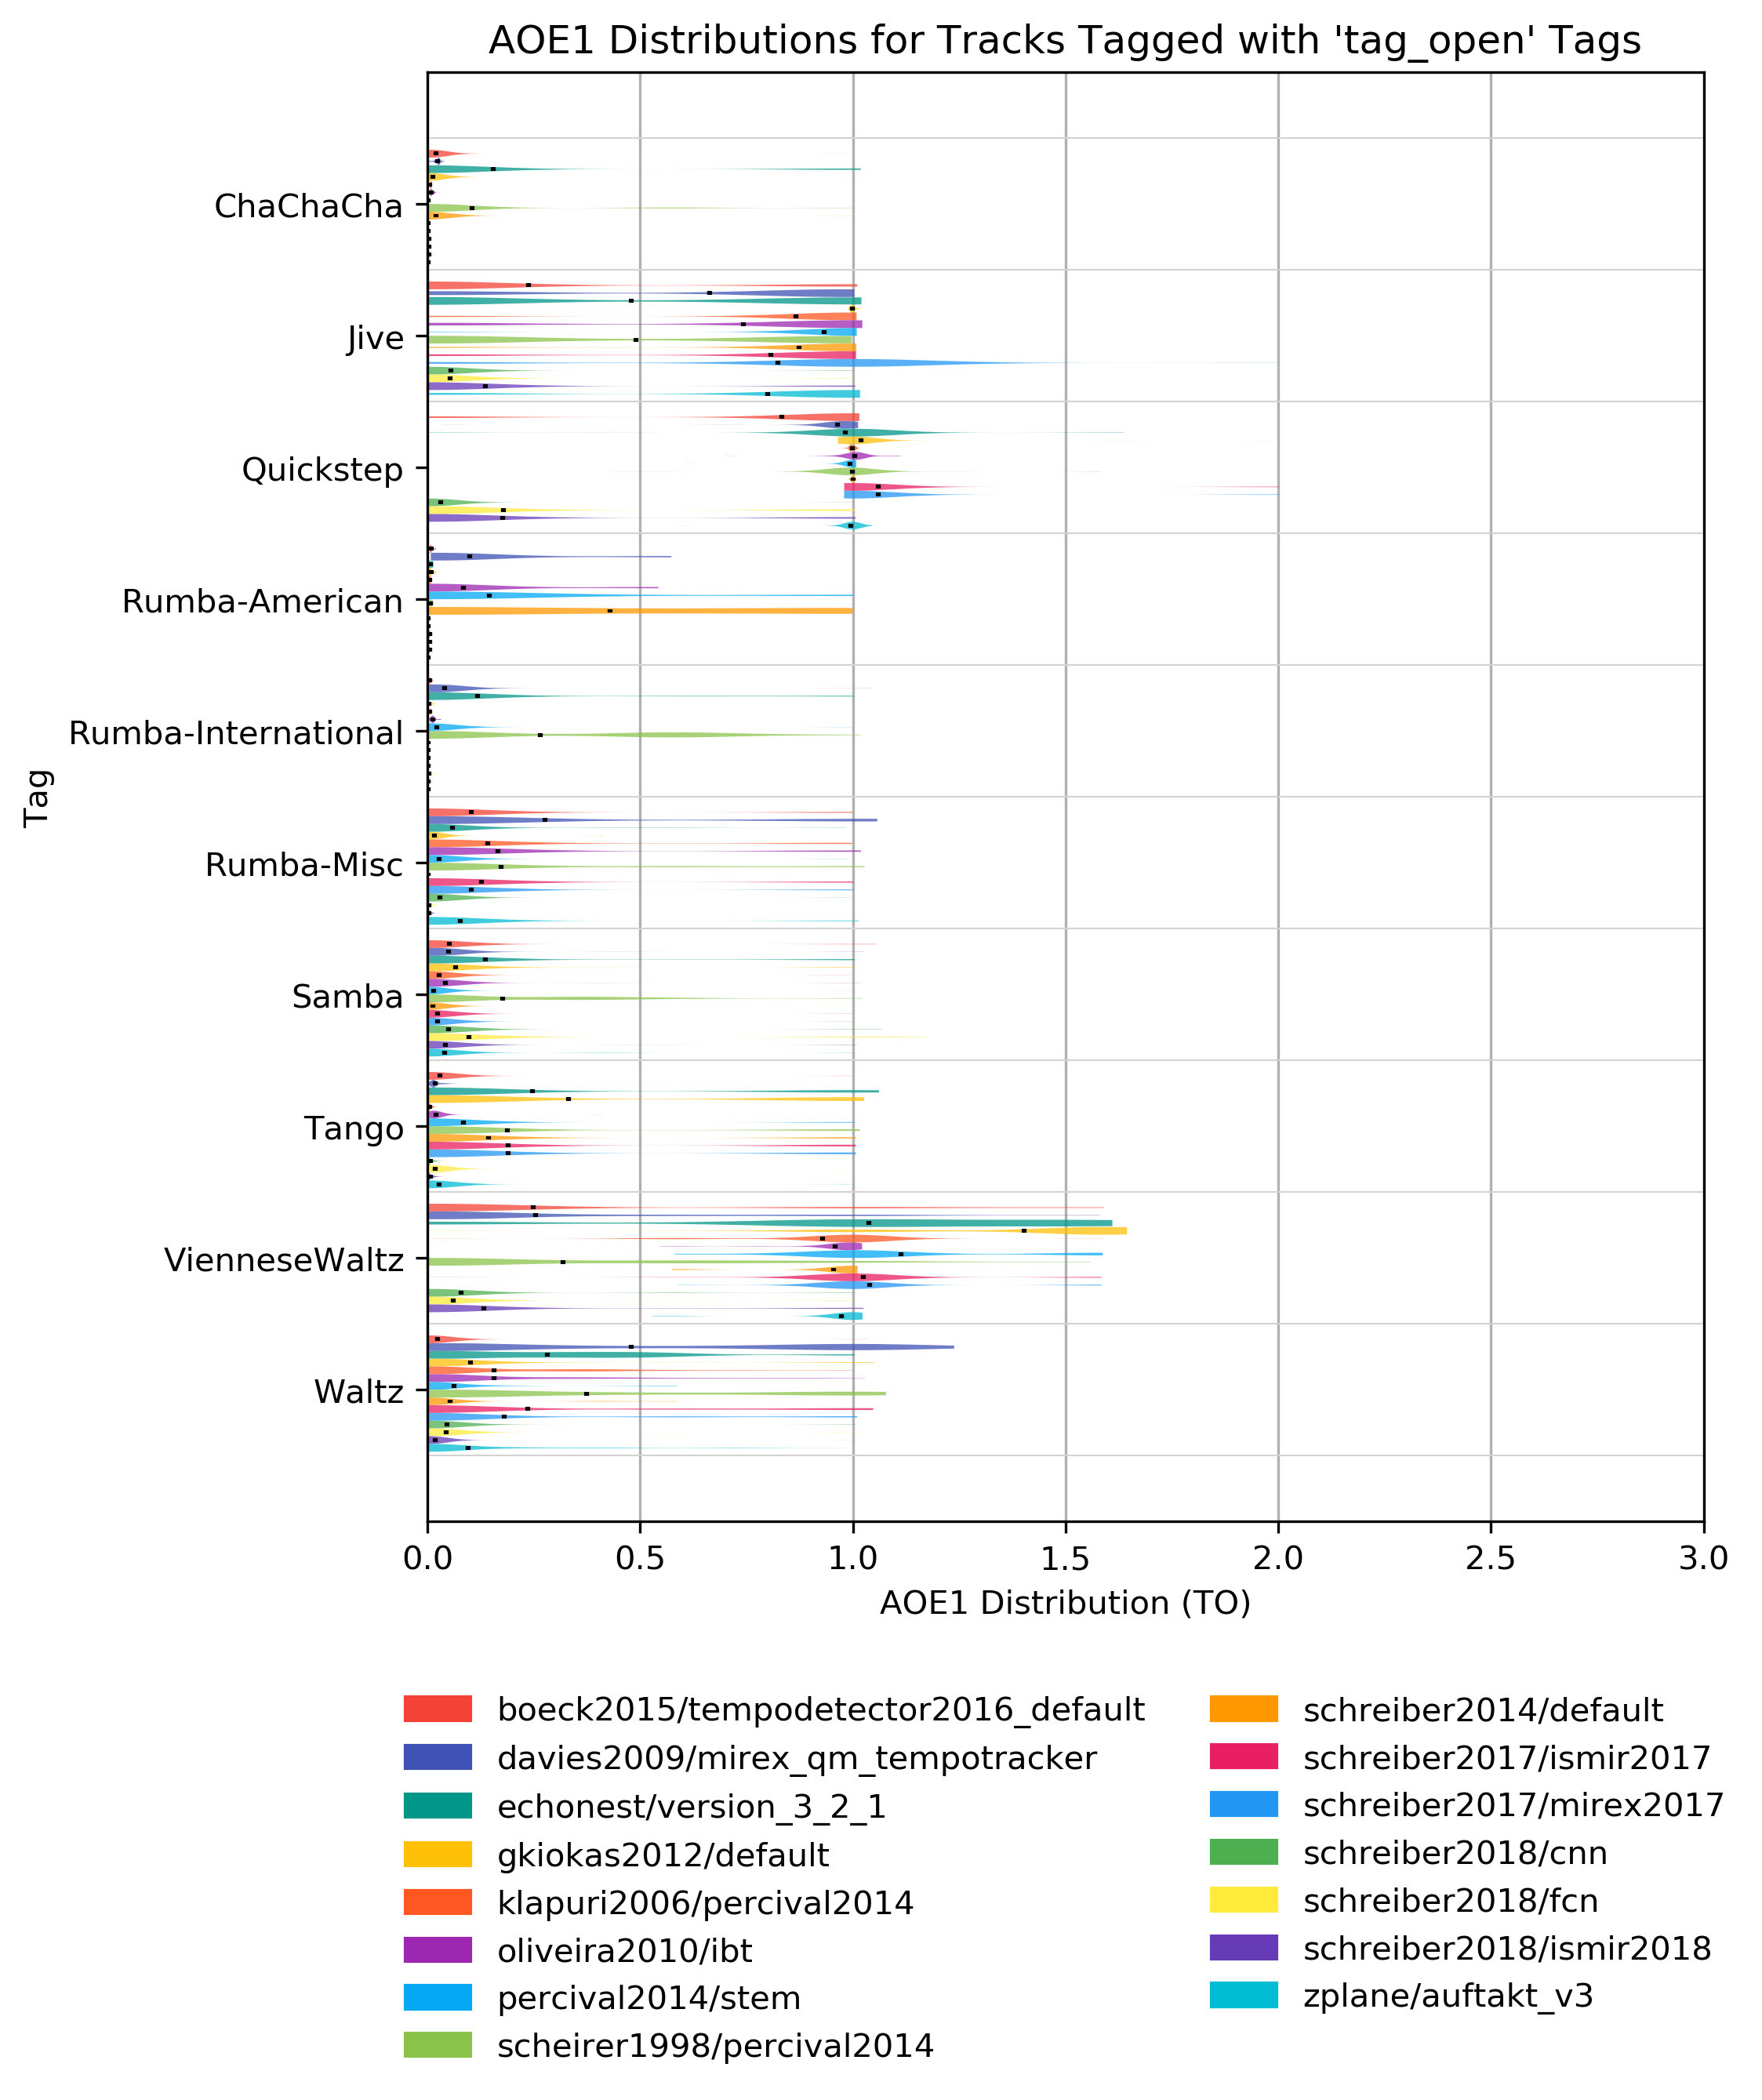 AOE1 Distributions for Tracks Tagged with 'tag_open' Tags
ChaChaCha
Jive
Quickstep
Rumba-American
Rumba-International
Rumba-Misc
Samba
Tango
VienneseWaltz
Waltz
Tag
0.0 0.5 1.0 1.5 2.0 2.5 3.0
AOE1 Distribution (TO)
boeck2015/tempodetector2016_default
davies2009/mirex_qm_tempotracker
echonest/version_3_2_1
gkiokas2012/default
klapuri2006/percival2014
oliveira2010/ibt
percival2014/stem
scheirer1998/percival2014
schreiber2014/default
schreiber2017/ismir2017
schreiber2017/mirex2017
schreiber2018/cnn
schreiber2018/fcn
schreiber2018/ismir2018
zplane/auftakt_v3